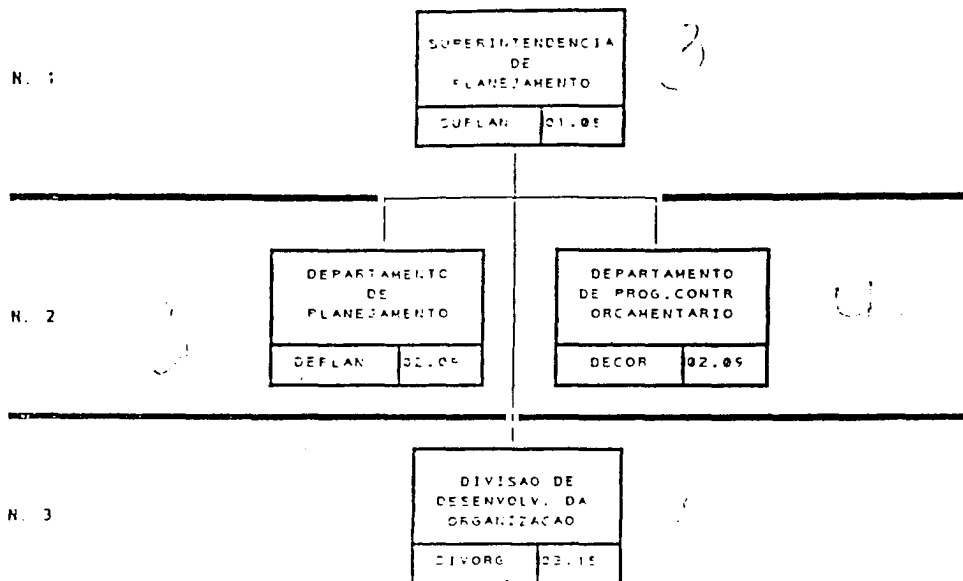 N. 1
SUPERINTENDENCIA
DE
PLANEJAMENTO
SUPLAN 01.05
N. 2
DEPARTAMENTO
DE
PLANEJAMENTO
DEPLAN
DEPARTAMENTO
DE PROG.CONTR
ORCAMENTARIO
DECOR 02.09
N. 3
DIVISAO DE
DESENVOLV. DA
ORGANIZACAO
DIVORG 03.15